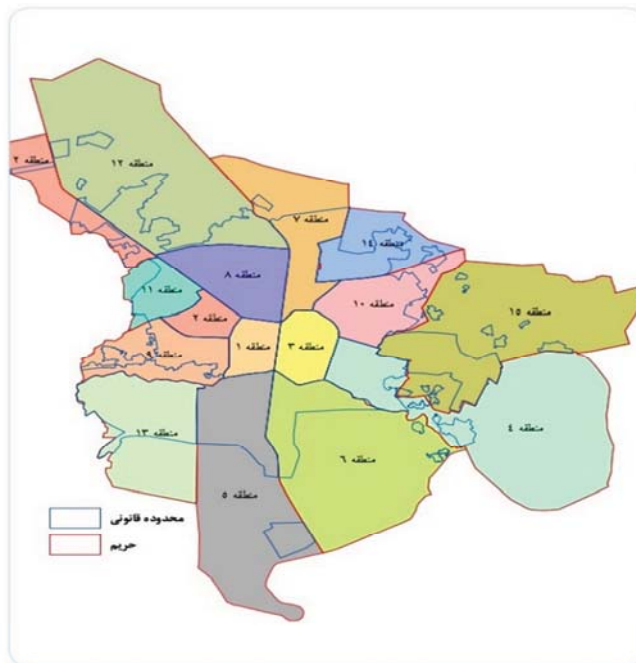 منطقه ۲
منطقه ۱۲
منطقه ۷
منطقه ۱۴
منطقه ۸
منطقه ۱۱
منطقه ۱۰
منطقه ۱۵
منطقه ۲
منطقه ۹
منطقه ۱
منطقه ۳
منطقه ۴
منطقه ۱۳
منطقه ۶
منطقه ۵
محدوده قانونی
حریم